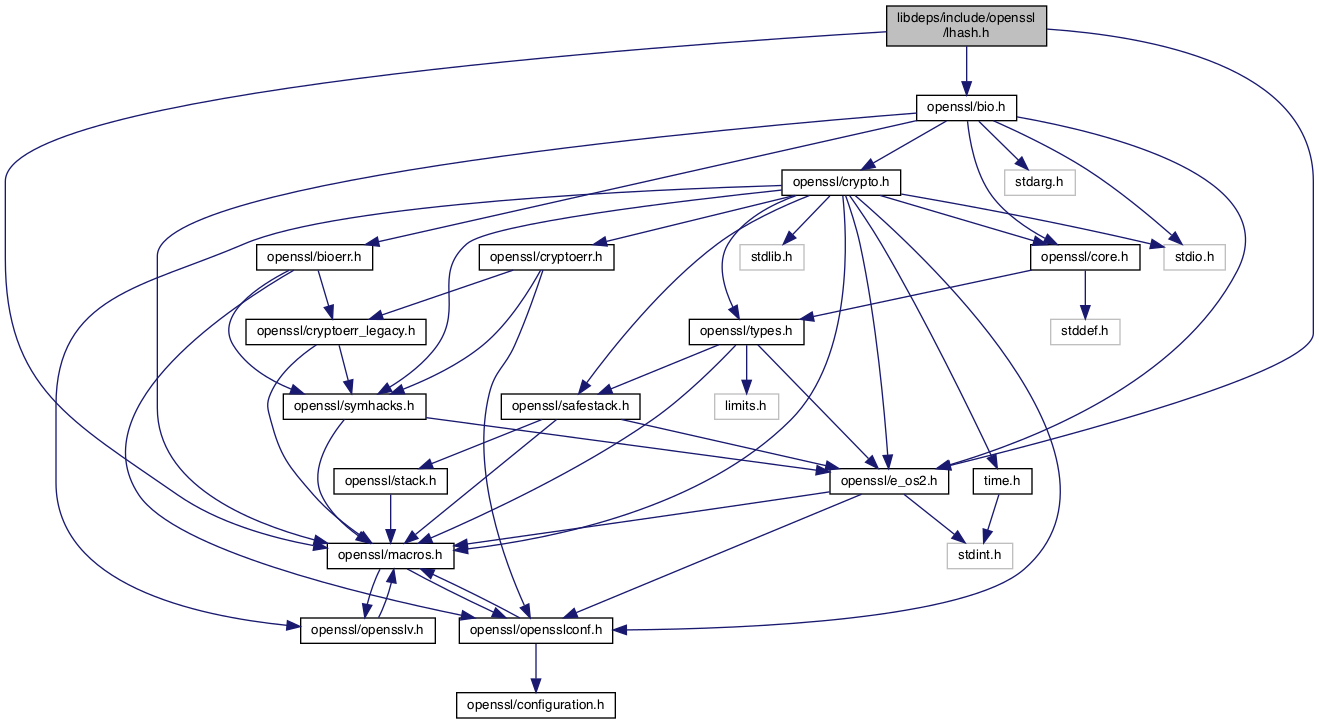 libdeps/include/openssl
/lhash.h
openssl/bio.h
openssl/crypto.h
stdarg.h
openssl/bioerr.h
openssl/cryptoerr.h
stdlib.h
openssl/core.h
stdio.h
openssl/cryptoerr_legacy.h
openssl/types.h
stddef.h
openssl/symhacks.h
openssl/safestack.h
limits.h
openssl/stack.h
openssl/e_os2.h
time.h
openssl/macros.h
stdint.h
openssl/opensslv.h
openssl/opensslconf.h
openssl/configuration.h